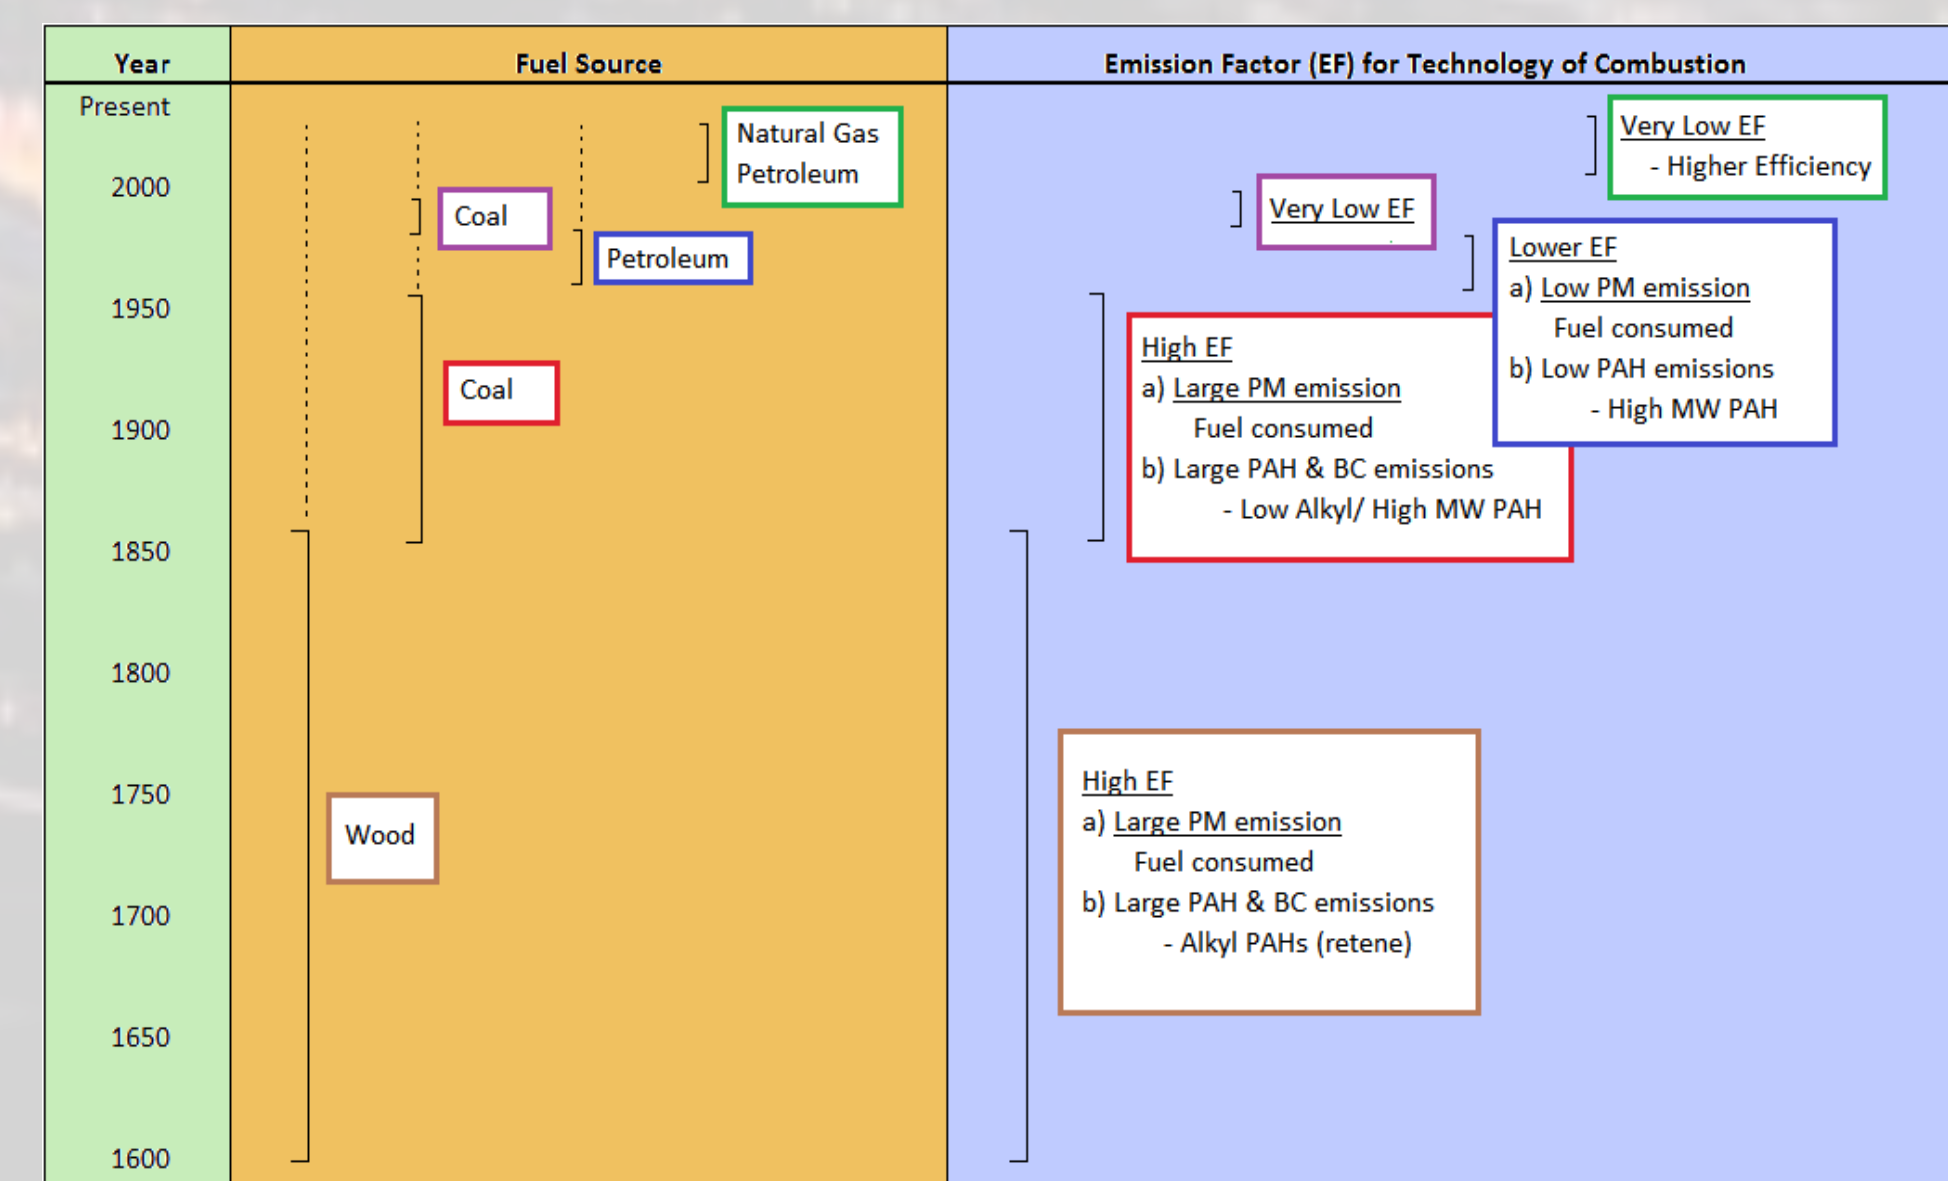 Year
Fuel Source
Emission Factor (EF) for Technology of Combustion
Present
2000
1950
1900
1850
1800
1750
1700
1650
1600
Natural Gas
Petroleum
Coal
Petroleum
Coal
Wood
Very Low EF
- Higher Efficiency
Very Low EF
Lower EF
a) Low PM emission
Fuel consumed
b) Low PAH emissions
- High MW PAH
High EF
a) Large PM emission
Fuel consumed
b) Large PAH & BC emissions
- Low Alkyl/ High MW PAH
High EF
a) Large PM emission
Fuel consumed
b) Large PAH & BC emissions
- Alkyl PAHs (retene)